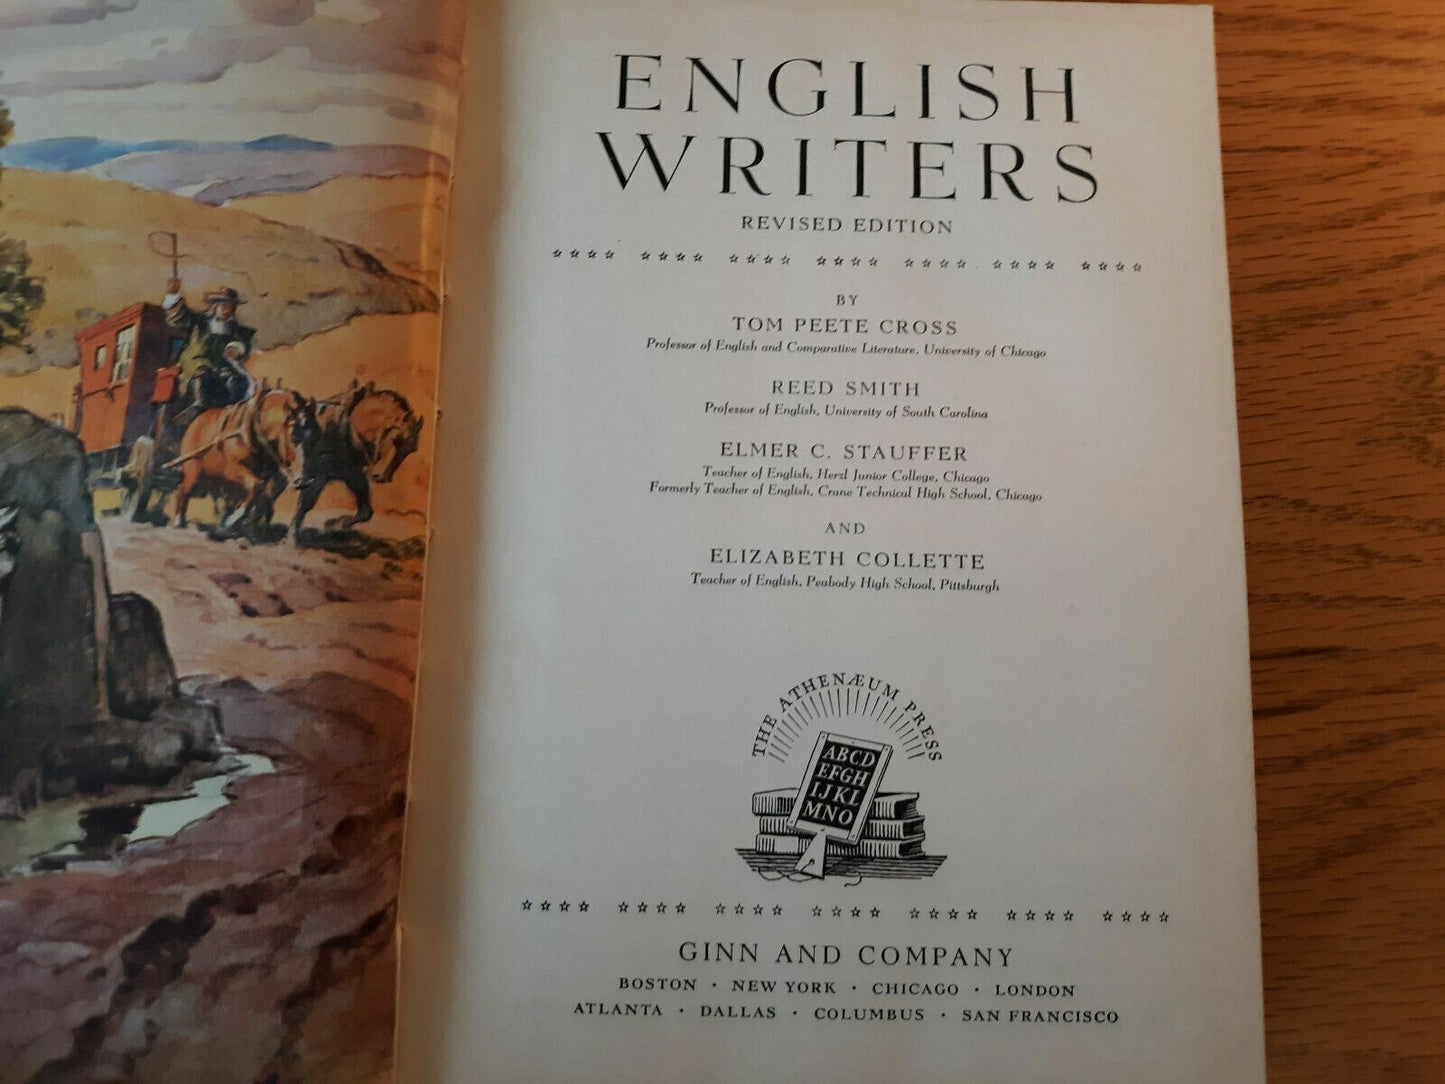 ENGLISH
WRITERS
REVISED EDITION
BY
TOM PEETE CROSS
Professor of English and Comparative Literature, University of Chicago
REED SMITH
Professor of English, University of South Carolina
ELMER C. STAUFFER
Teacher of English, Herzl Junior College, Chicago
Formerly Teacher of English, Crane Technical High School, Chicago
AND
ELIZABETH COLLETTE
Teacher of English, Peabody High School, Pittsburgh
THE ATHENÆUM PRESS
ABCD
EFGH
IJKL
MNO
GINN AND COMPANY
BOSTON · NEW YORK · CHICAGO · LONDON
ATLANTA · DALLAS · COLUMBUS · SAN FRANCISCO